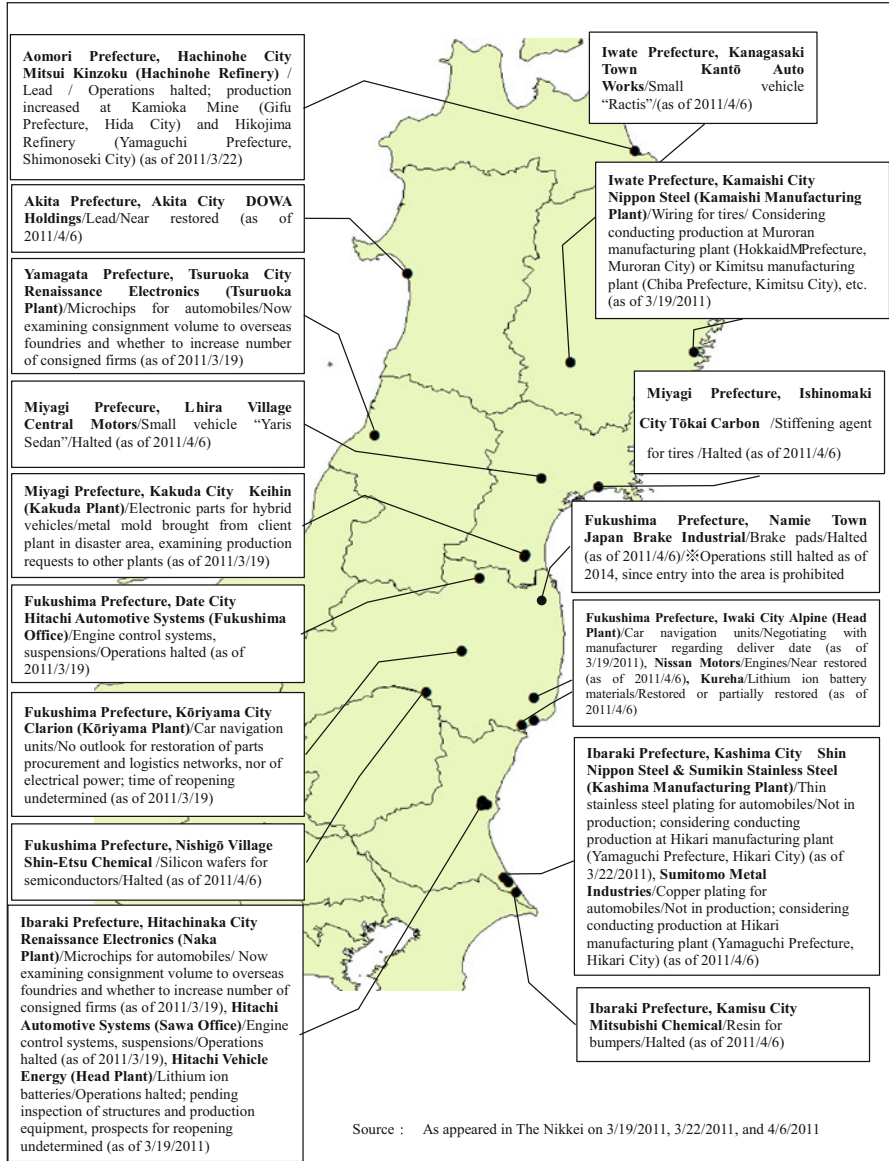 Aomori Prefecture, Hachinohe City
Mitsui Kinzoku (Hachinohe Refinery) /
Lead / Operations halted; production
increased at Kamioka Mine (Gifu
Prefecture, Hida City) and Hikojima
Refinery (Yamaguchi Prefecture,
Shimonoseki City) (as of 2011/3/22)
Akita Prefecture, Akita City DOWA
Holdings/Lead/Near restored (as of
2011/4/6)
Yamagata Prefecture, Tsuruoka City
Renaissance Electronics (Tsuruoka
Plant)/Microchips for automobiles/Now
examining consignment volume to overseas
foundries and whether to increase number
of consigned firms (as of 2011/3/19)
Miyagi Prefecure, Lhira Village
Central Motors/Small vehicle "Yaris
Sedan"/Halted (as of 2011/4/6)
Miyagi Prefecture, Kakuda City Keihin
(Kakuda Plant)/Electronic parts for hybrid
vehicles/metal mold brought from client
plant in disaster area, examining production
requests to other plants (as of 2011/3/19)
Fukushima Prefecture, Date City
Hitachi Automotive Systems (Fukushima
Office)/Engine control systems,
suspensions/Operations halted (as of
2011/3/19)
Fukushima Prefecture, Kōriyama City
Clarion (Kōriyama Plant)/Car navigation
units/No outlook for restoration of parts
procurement and logistics networks, nor of
electrical power; time of reopening
undetermined (as of 2011/3/19)
Fukushima Prefecture, Nishigō Village
Shin-Etsu Chemical /Silicon wafers for
semiconductors/Halted (as of 2011/4/6)
Ibaraki Prefecture, Hitachinaka City
Renaissance Electronics (Naka
Plant)/Microchips for automobiles/ Now
examining consignment volume to overseas
foundries and whether to increase number of
consigned firms (as of 2011/3/19), Hitachi
Automotive Systems (Sawa Office)/Engine
control systems, suspensions/Operations
halted (as of 2011/3/19), Hitachi Vehicle
Energy (Head Plant)/Lithium ion
batteries/Operations halted; pending
inspection of structures and production
equipment, prospects for reopening
undetermined (as of 3/19/2011)
Iwate Prefecture, Kanagasaki
Town Kantō Auto
Works/Small vehicle
"Ractis"/(as of 2011/4/6)
Iwate Prefecture, Kamaishi City
Nippon Steel (Kamaishi Manufacturing
Plant)/Wiring for tires/ Considering
conducting production at Muroran
manufacturing plant (HokkaidMPrefecture,
Muroran City) or Kimitsu manufacturing
plant (Chiba Prefecture, Kimitsu City), etc.
(as of 3/19/2011)
Miyagi Prefecture, Ishinomaki
City Tōkai Carbon /Stiffening agent
for tires /Halted (as of 2011/4/6)
Fukushima Prefecture, Namie Town
Japan Brake Industrial/Brake pads/Halted
(as of 2011/4/6)/※Operations still halted as of
2014, since entry into the area is prohibited
Fukushima Prefecture, Iwaki City Alpine (Head
Plant)/Car navigation units/Negotiating with
manufacturer regarding deliver date (as of
3/19/2011), Nissan Motors/Engines/Near restored
(as of 2011/4/6), Kureha/Lithium ion battery
materials/Restored or partially restored (as of
2011/4/6)
Ibaraki Prefecture, Kashima City Shin
Nippon Steel & Sumikin Stainless Steel
(Kashima Manufacturing Plant)/Thin
stainless steel plating for automobiles/Not in
production; considering conducting
production at Hikari manufacturing plant
(Yamaguchi Prefecture, Hikari City) (as of
3/22/2011), Sumitomo Metal
Industries/Copper plating for
automobiles/Not in production; considering
conducting production at Hikari
manufacturing plant (Yamaguchi Prefecture,
Hikari City) (as of 2011/4/6)
Ibaraki Prefecture, Kamisu City
Mitsubishi Chemical/Resin for
bumpers/Halted (as of 2011/4/6)
Source : As appeared in The Nikkei on 3/19/2011, 3/22/2011, and 4/6/2011